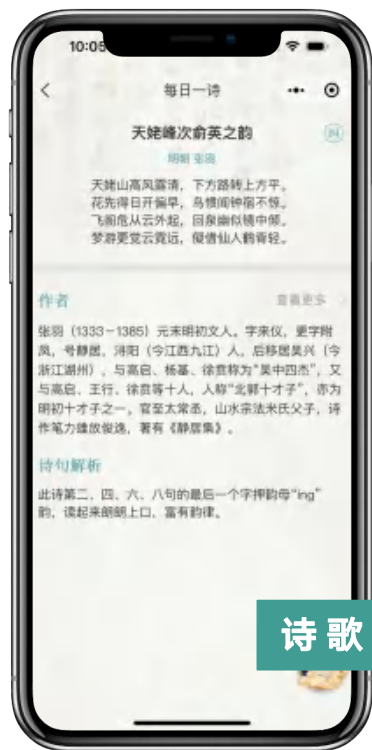 10:05
每日一诗
天姥峰次俞英之韵
明朝 张羽
天姥山高风露清，下方路转上方平。
花先得日开偏早，鸟惯闻钟宿不惊。
飞阁危从云外起，回泉幽似镜中倾。
梦游更觉云霓远，便借仙人鹤背轻。
作者
查看更多
张羽（1333-1385）元末明初文人。字来仪，更字附
凤，号静居，浔阳（今江西九江）人，后移居吴兴（今
浙江湖州），与高启、杨基、徐贲称为“吴中四杰”，又
与高启、王行、徐贲等十人，人称“北郭十才子”，亦为
明初十才子之一，官至太常丞，山水宗法米氏父子，诗
作笔力雄放俊逸，著有《静居集》。
诗句解析
此诗第二、四、六、八句的最后一个字押韵母“ing”
韵，读起来朗朗上口，富有韵律。
诗歌